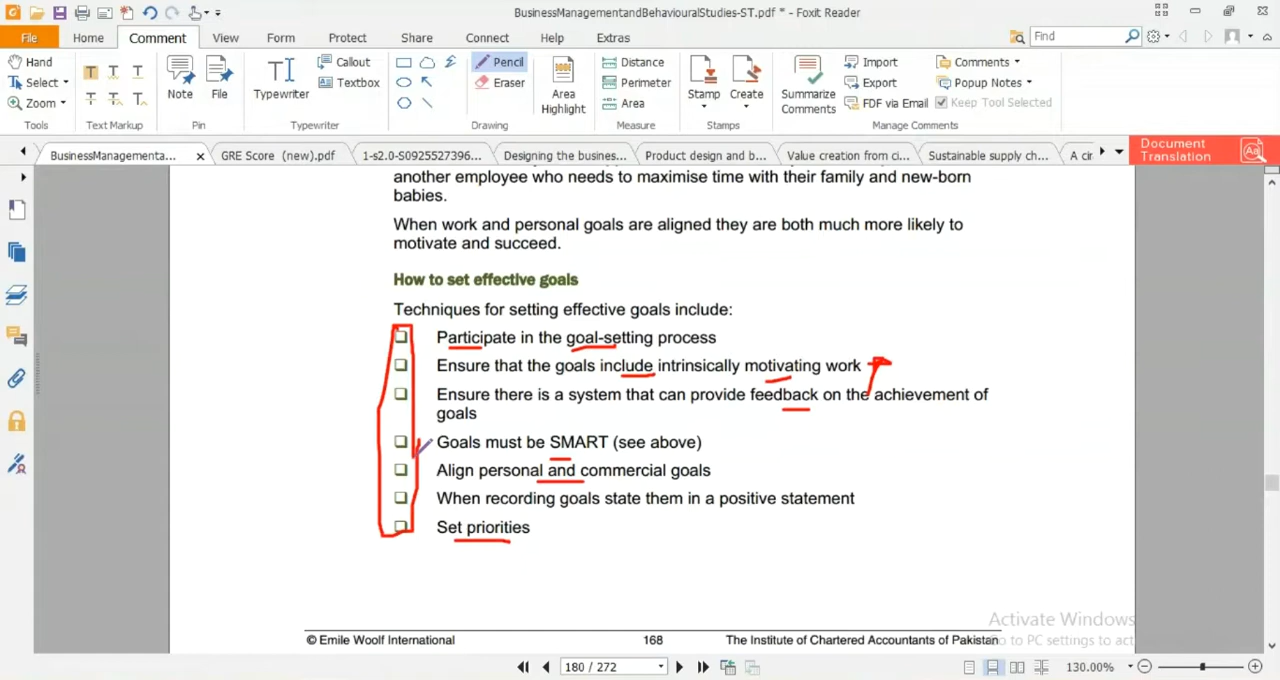 BusinessManagementandBehaviouralStudies-ST.pdf * - Foxit Reader
File Home Comment View Form Protect Share Connect Help Extras Find
Hand Callout Pencil Distance Import Comments
Select Textbox Eraser Perimeter Export Popup Notes
Zoom Note File Typewriter Area Highlight Area Stamp Create Summarize Comments FDF via Email Keep Tool Selected
Tools Text Markup Pin Typewriter Drawing Measure Stamps Manage Comments
BusinessManagementa... GRE Score (new).pdf 1-s2.0-S0925527396... Designing the busines... Product design and b... Value creation from ci... Sustainable supply ch... A cir Document Translation
another employee who needs to maximise time with their family and new-born
babies.
When work and personal goals are aligned they are both much more likely to
motivate and succeed.
How to set effective goals
Techniques for setting effective goals include:
Participate in the goal-setting process
Ensure that the goals include intrinsically motivating work
Ensure there is a system that can provide feedback on the achievement of
goals
Goals must be SMART (see above)
Align personal and commercial goals
When recording goals state them in a positive statement
Set priorities
Activate Windows
Go to PC settings to act
© Emile Woolf International 168 The Institute of Chartered Accountants of Pakistan
180 / 272 130.00%